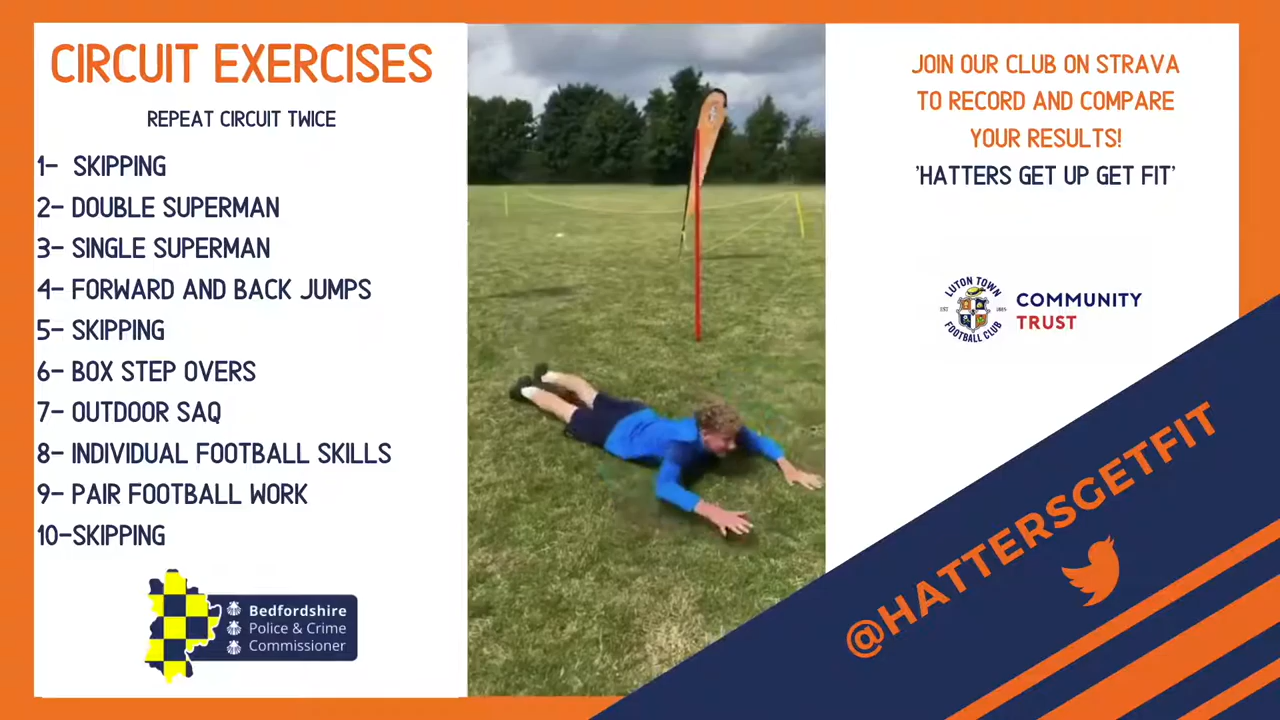 CIRCUIT EXERCISES
REPEAT CIRCUIT TWICE
1- SKIPPING
2- DOUBLE SUPERMAN
3- SINGLE SUPERMAN
4- FORWARD AND BACK JUMPS
5- SKIPPING
6- BOX STEP OVERS
7- OUTDOOR SAQ
8- INDIVIDUAL FOOTBALL SKILLS
9- PAIR FOOTBALL WORK
10-SKIPPING
Bedfordshire
Police & Crime
Commissioner
JOIN OUR CLUB ON STRAVA
TO RECORD AND COMPARE
YOUR RESULTS!
'HATTERS GET UP GET FIT'
LUTON TOWN
EST 1885
FOOTBALL CLUB
COMMUNITY
TRUST
@HATTERSGETFIT